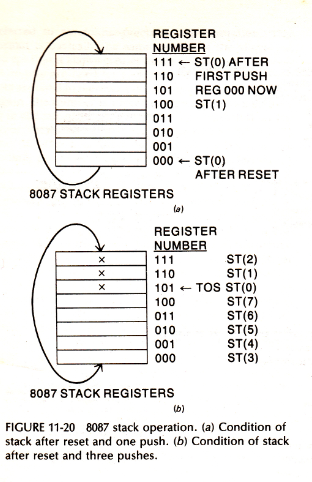 REGISTER
NUMBER
111 ← ST(0) AFTER
110 FIRST PUSH
101 REG 000 NOW
100 ST(1)
011
010
001
000 ← ST(0)
AFTER RESET
8087 STACK REGISTERS
(a)
REGISTER
NUMBER
× 111 ST(2)
× 110 ST(1)
× 101 ← TOS ST(0)
100 ST(7)
011 ST(6)
010 ST(5)
001 ST(4)
000 ST(3)
8087 STACK REGISTERS
(b)
FIGURE 11-20 8087 stack operation. (a) Condition of
stack after reset and one push. (b) Condition of stack
after reset and three pushes.